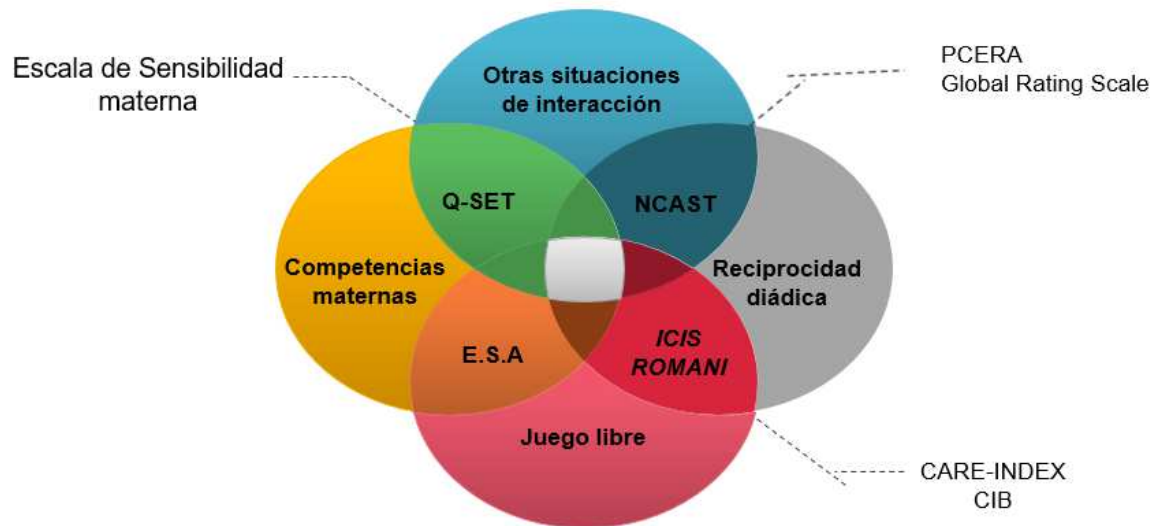 Escala de Sensibilidad
materna
Otras situaciones
de interacción
PCERA
Global Rating Scale
Q-SET
NCAST
Competencias
maternas
Reciprocidad
diádica
E.S.A
ICIS
ROMANI
Juego libre
CARE-INDEX
CIB